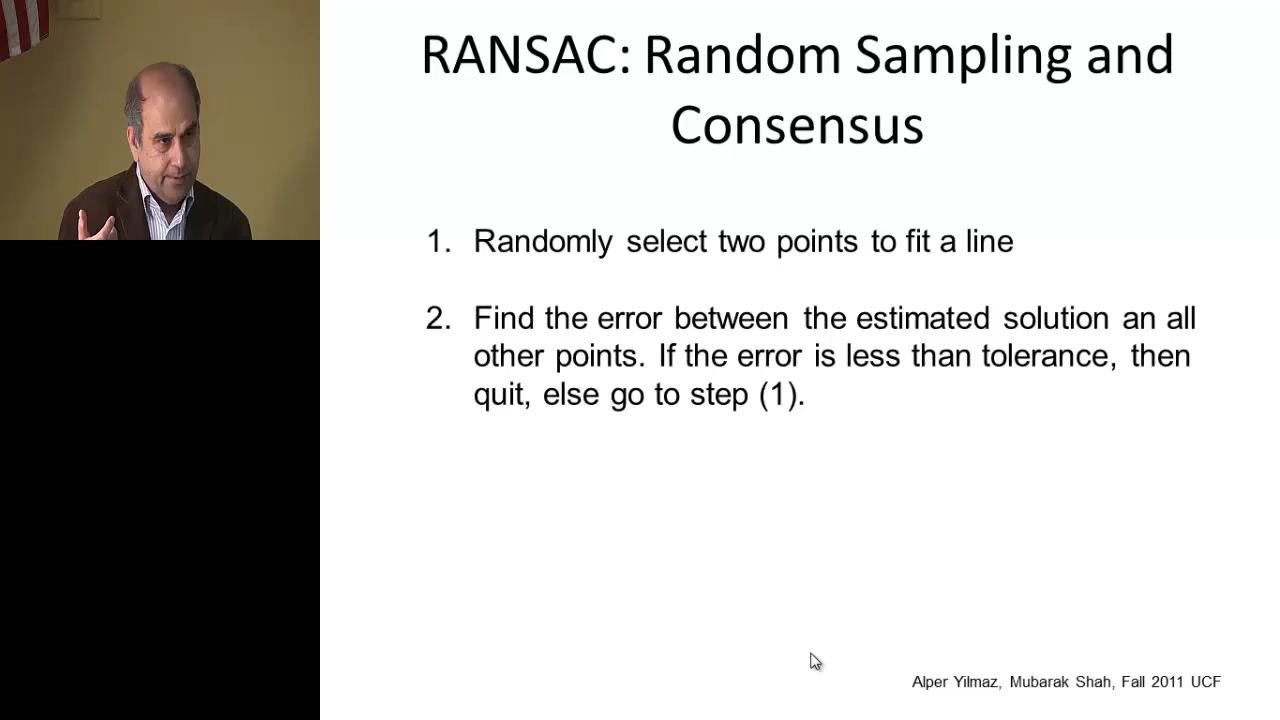 RANSAC: Random Sampling and
Consensus
1. Randomly select two points to fit a line
2. Find the error between the estimated solution an all
other points. If the error is less than tolerance, then
quit, else go to step (1).
Alper Yilmaz, Mubarak Shah, Fall 2011 UCF